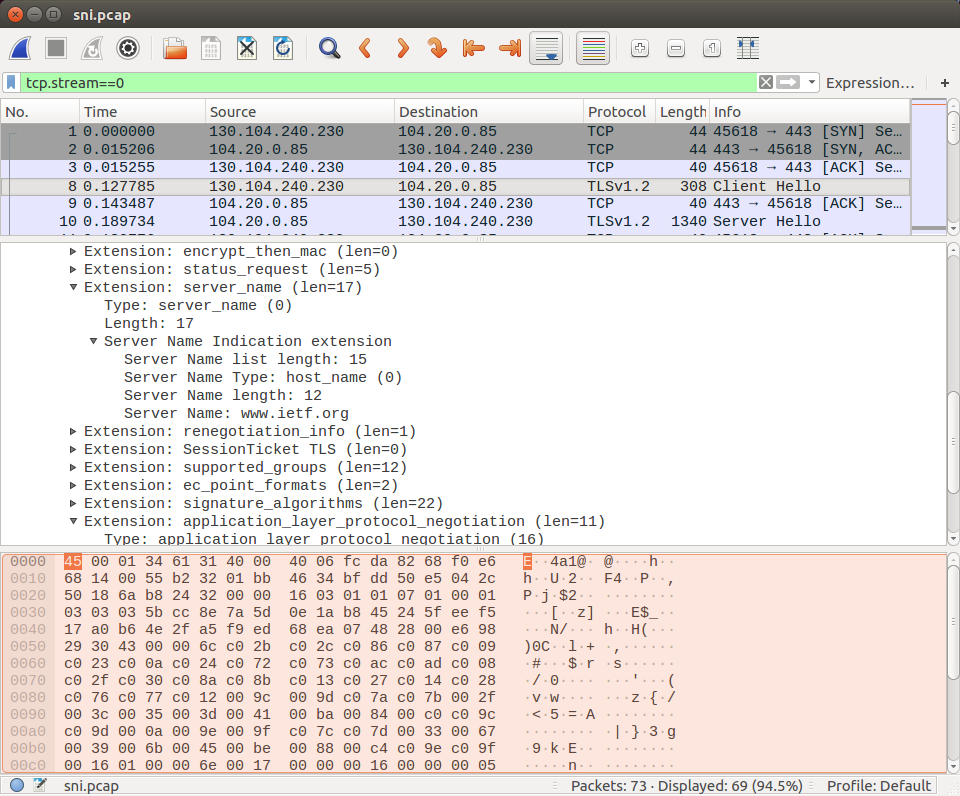 sni.pcap
tcp.stream==0 Expression… +
No. Time Source Destination Protocol Length Info
1 0.000000 130.104.240.230 104.20.0.85 TCP 44 45618 → 443 [SYN] Se…
2 0.015206 104.20.0.85 130.104.240.230 TCP 44 443 → 45618 [SYN, AC…
3 0.015255 130.104.240.230 104.20.0.85 TCP 40 45618 → 443 [ACK] Se…
8 0.127785 130.104.240.230 104.20.0.85 TLSv1.2 308 Client Hello
9 0.143487 104.20.0.85 130.104.240.230 TCP 40 443 → 45618 [ACK] Se…
10 0.189734 104.20.0.85 130.104.240.230 TLSv1.2 1340 Server Hello
Extension: encrypt_then_mac (len=0)
Extension: status_request (len=5)
Extension: server_name (len=17)
Type: server_name (0)
Length: 17
Server Name Indication extension
Server Name list length: 15
Server Name Type: host_name (0)
Server Name length: 12
Server Name: www.ietf.org
Extension: renegotiation_info (len=1)
Extension: SessionTicket TLS (len=0)
Extension: supported_groups (len=12)
Extension: ec_point_formats (len=2)
Extension: signature_algorithms (len=22)
Extension: application_layer_protocol_negotiation (len=11)
Type: application_layer_protocol_negotiation (16)
0000 45 00 01 34 61 31 40 00 40 06 fc da 82 68 f0 e6 E··4a1@· @····h··
0010 68 14 00 55 b2 32 01 bb 46 34 bf dd 50 e5 04 2c h··U·2·· F4··P··,
0020 50 18 6a b8 24 32 00 00 16 03 01 01 07 01 00 01 P·j·$2·· ········
0030 03 03 03 5b cc 8e 7a 5d 0e 1a b8 45 24 5f ee f5 ···[··z] ···E$_··
0040 17 a0 b6 4e 2f a5 f9 ed 68 ea 07 48 28 00 e6 98 ···N/··· h··H(···
0050 29 30 43 00 00 6c c0 2b c0 2c c0 86 c0 87 c0 09 )0C··l·+ ·,······
0060 c0 23 c0 0a c0 24 c0 72 c0 73 c0 ac c0 ad c0 08 ·#···$·r ·s······
0070 c0 2f c0 30 c0 8a c0 8b c0 13 c0 27 c0 14 c0 28 ·/·0···· ···'···(
0080 c0 76 c0 77 c0 12 00 9c 00 9d c0 7a c0 7b 00 2f ·v·w···· ···z·{·/
0090 00 3c 00 35 00 3d 00 41 00 ba 00 84 00 c0 c0 9c ·<·5·=·A ········
00a0 c0 9d 00 0a 00 9e 00 9f c0 7c c0 7d 00 33 00 67 ········ ·|·}·3·g
00b0 00 39 00 6b 00 45 00 be 00 88 00 c4 c0 9e c0 9f ·9·k·E·· ········
00c0 00 16 01 00 00 6e 00 17 00 00 00 16 00 00 00 05 ·····n·· ········
sni.pcap Packets: 73 · Displayed: 69 (94.5%) Profile: Default